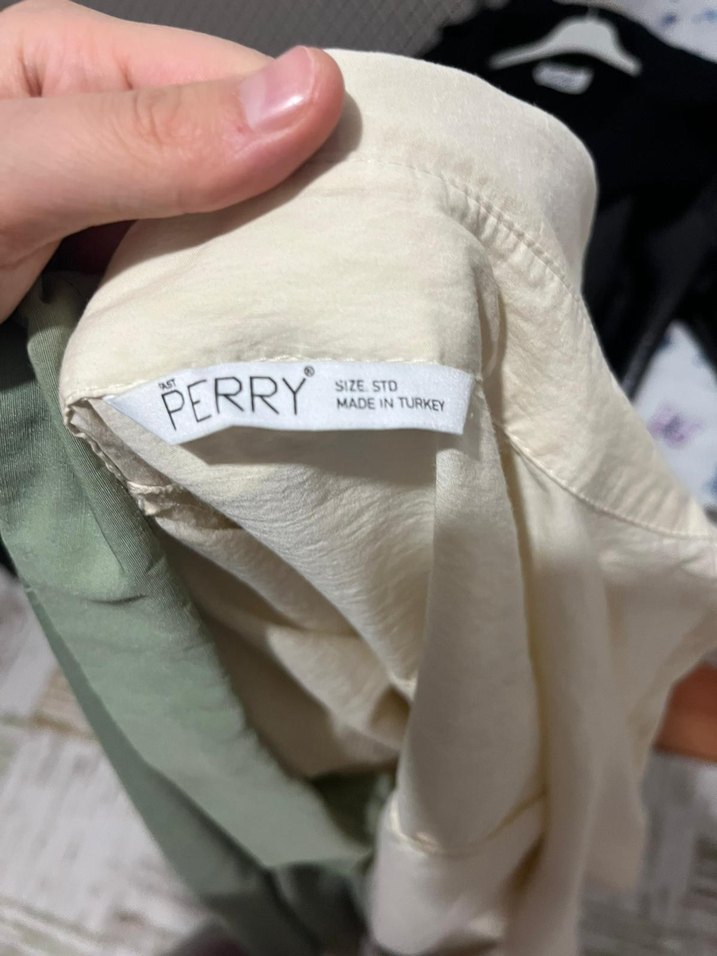 FAST
PERRY®
SIZE. STD
MADE IN TURKEY